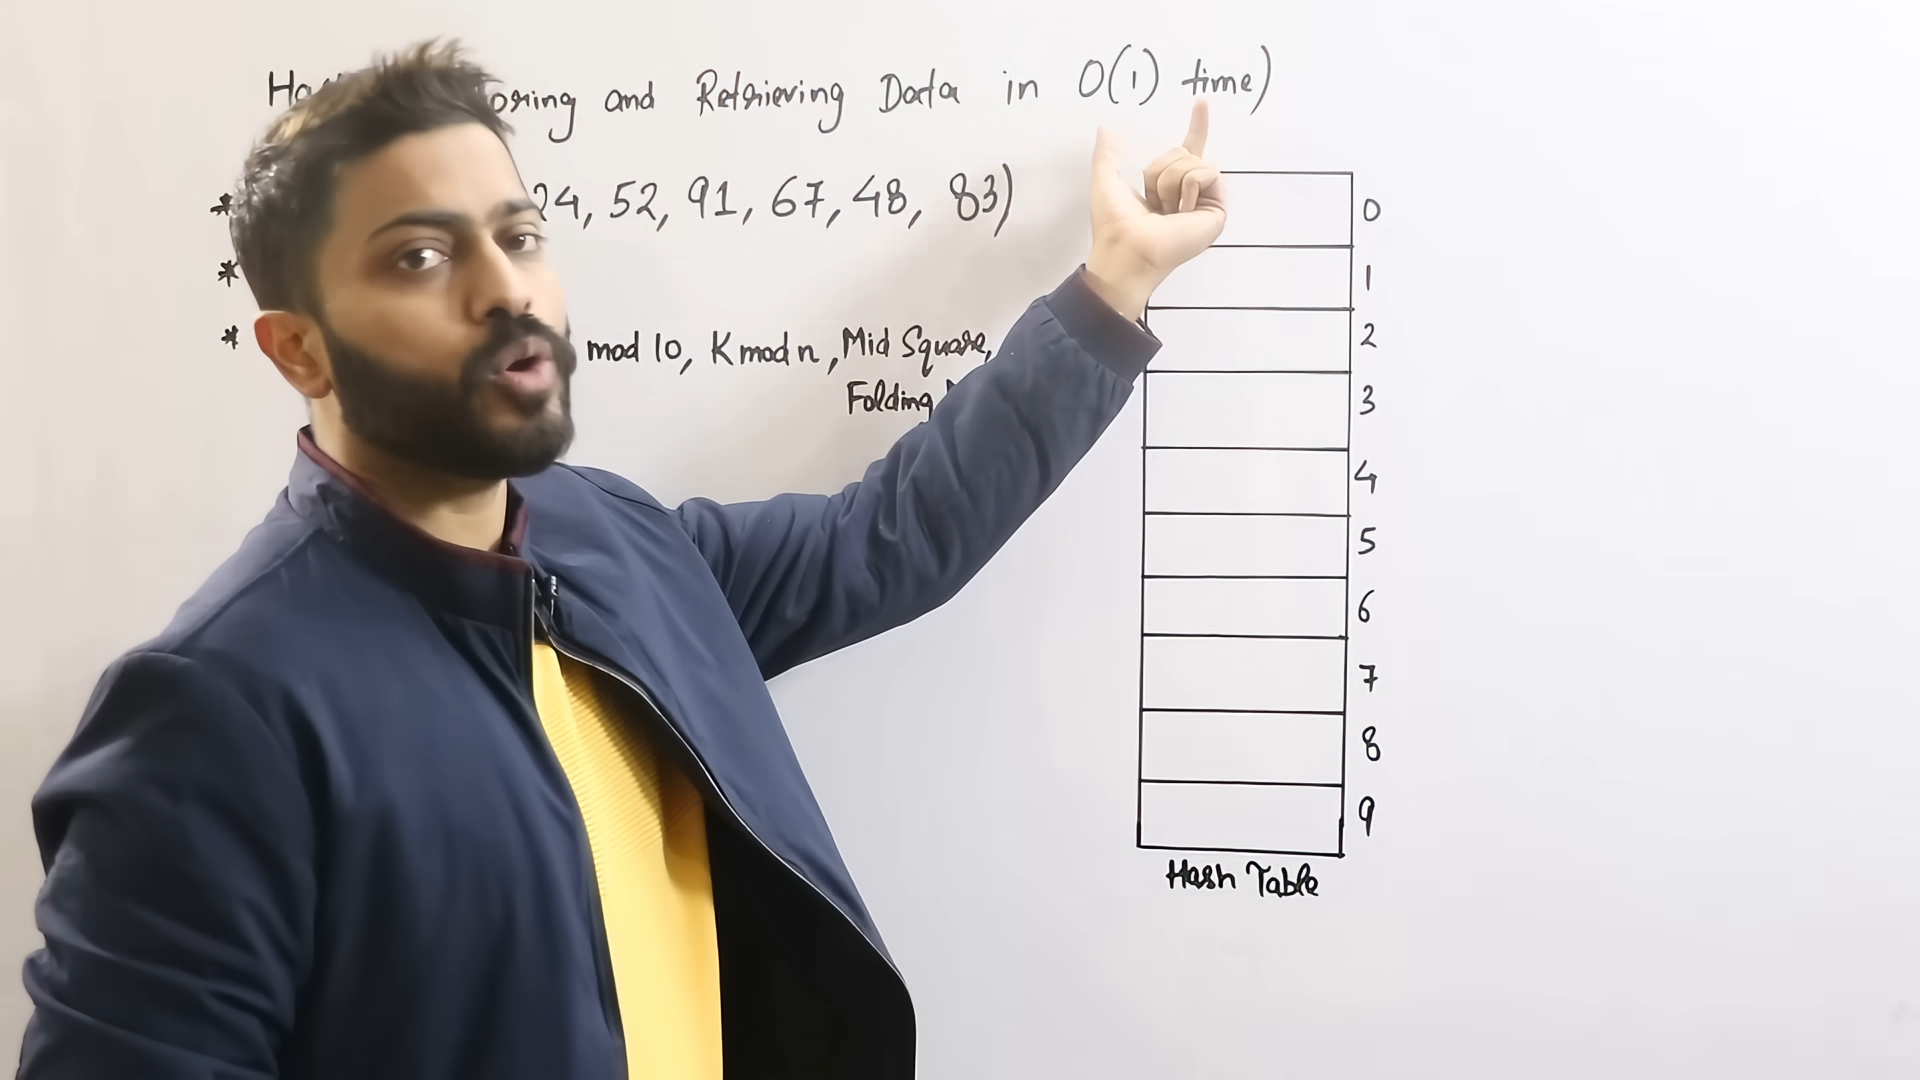 oring and Retrieving Data in O(1) time)
* 24, 52, 91, 67, 48, 83)
*
* mod 10, K mod n, Mid Square,
Folding
0
1
2
3
4
5
6
7
8
9
Hash Table